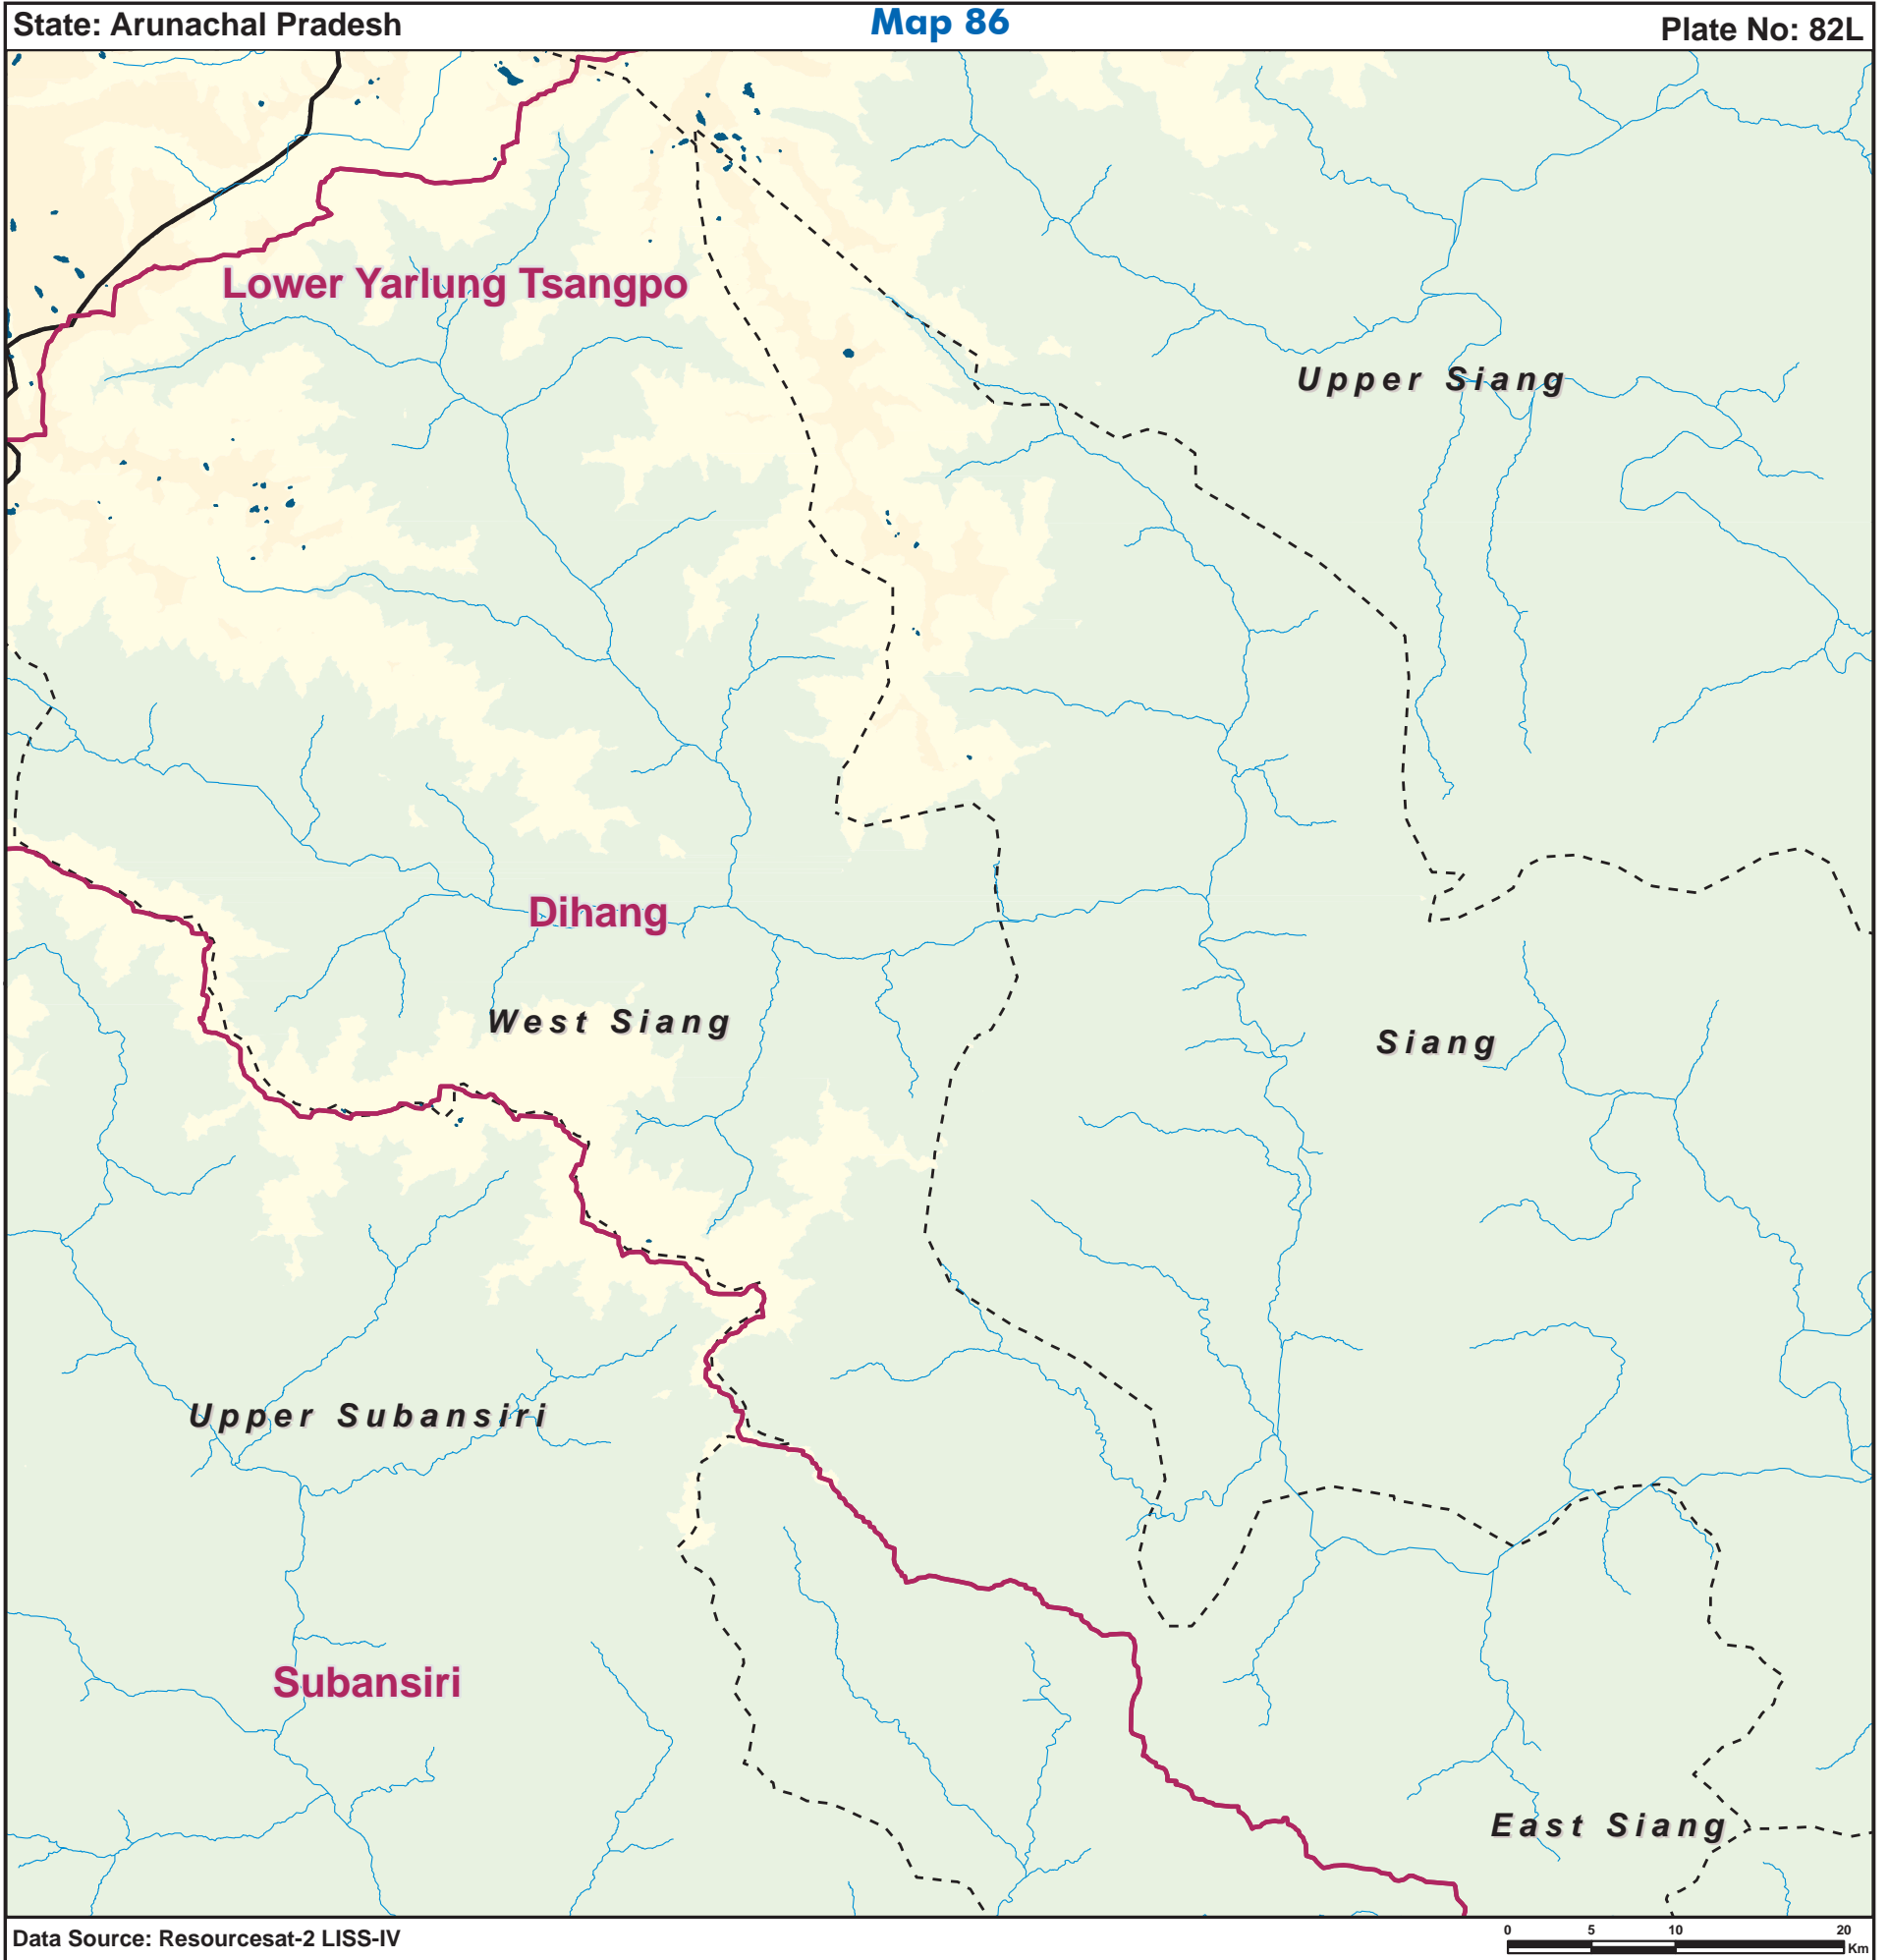 State: Arunachal Pradesh
Map 86
Plate No: 82L
Lower Yarlung Tsangpo
Upper Siang
Dihang
West Siang
Siang
Upper Subansiri
Subansiri
East Siang
Data Source: Resourcesat-2 LISS-IV
0 5 10 20
Km